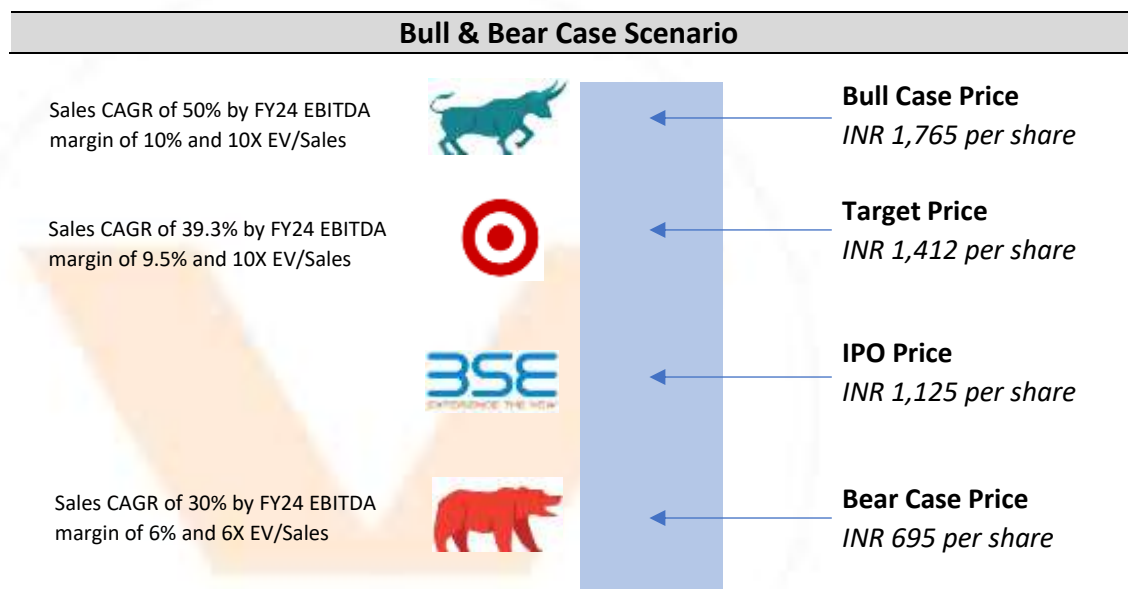 Bull & Bear Case Scenario
Sales CAGR of 50% by FY24 EBITDA
margin of 10% and 10X EV/Sales
Bull Case Price
INR 1,765 per share
Sales CAGR of 39.3% by FY24 EBITDA
margin of 9.5% and 10X EV/Sales
Target Price
INR 1,412 per share
BSE
EXPERIENCE THE NEW
IPO Price
INR 1,125 per share
Sales CAGR of 30% by FY24 EBITDA
margin of 6% and 6X EV/Sales
Bear Case Price
INR 695 per share